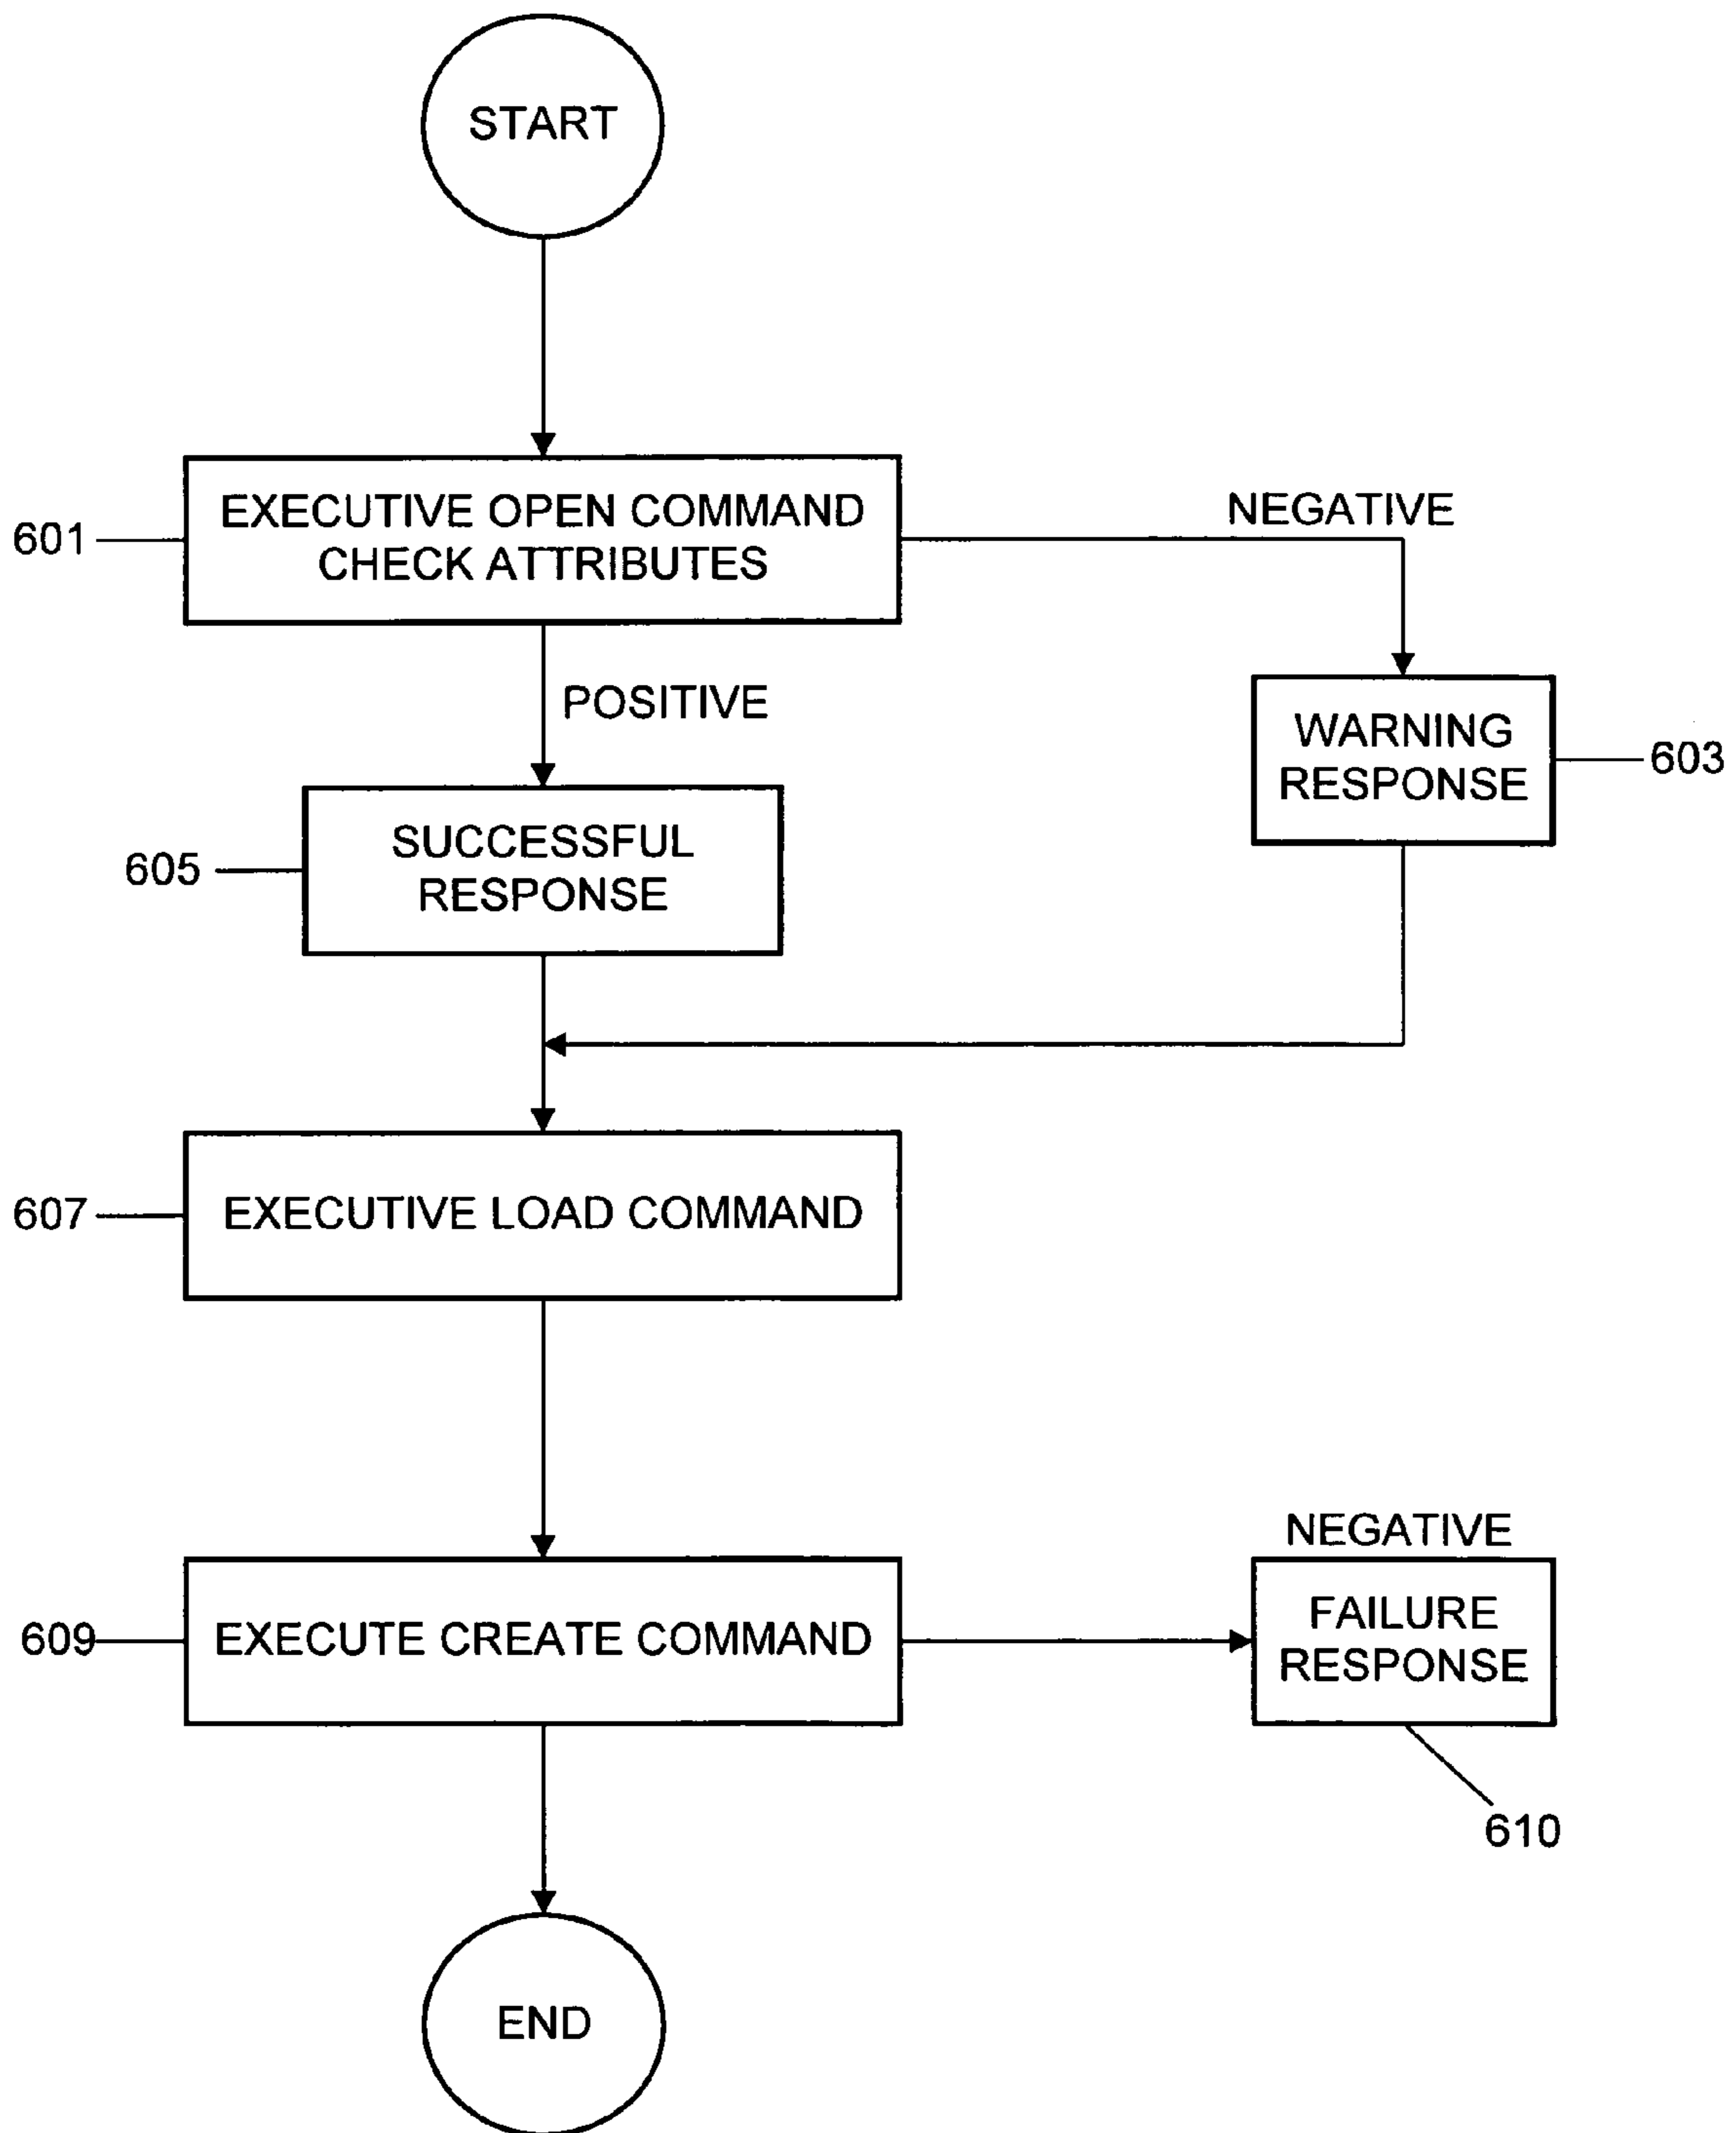 START
EXECUTIVE OPEN COMMAND
CHECK ATTRIBUTES
601
NEGATIVE
POSITIVE
WARNING
RESPONSE
603
SUCCESSFUL
RESPONSE
605
EXECUTIVE LOAD COMMAND
607
NEGATIVE
EXECUTE CREATE COMMAND
609
FAILURE
RESPONSE
610
END